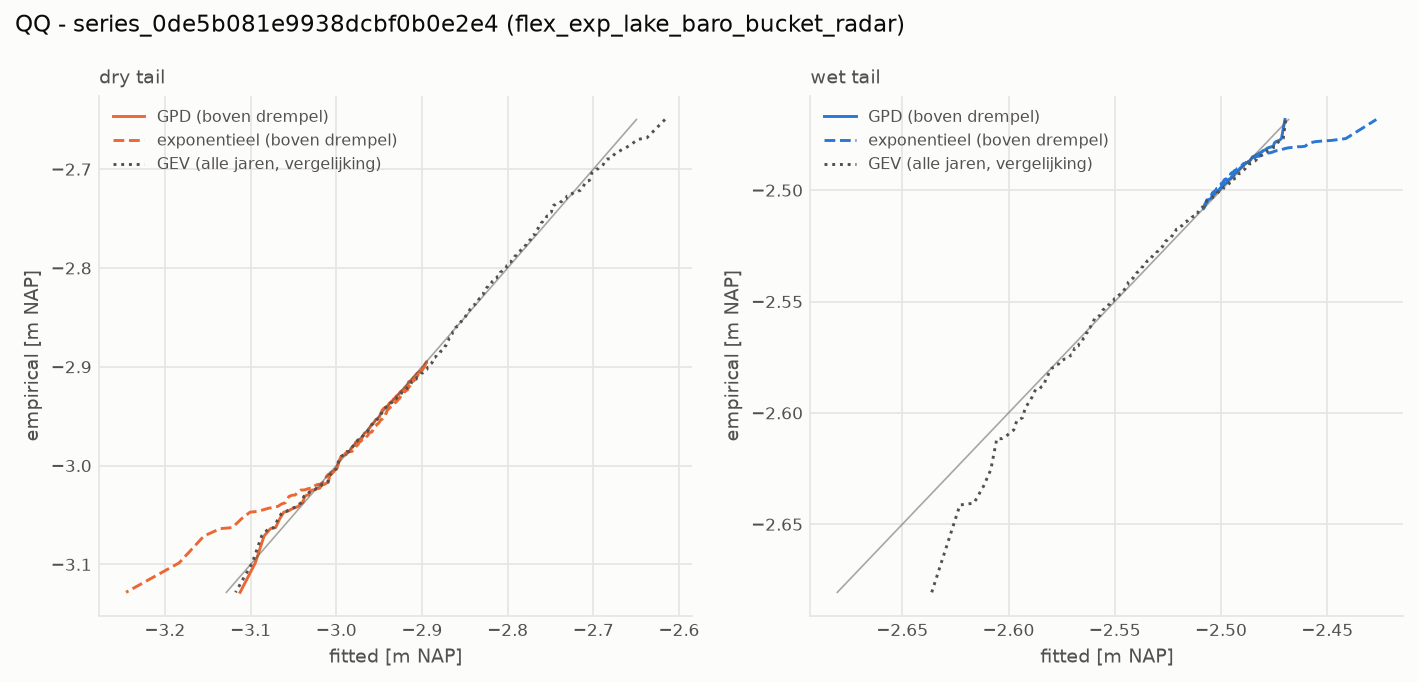 QQ - series_0de5b081e9938dcbf0b0e2e4 (flex_exp_lake_baro_bucket_radar)
dry tail
GPD (boven drempel)
exponentieel (boven drempel)
GEV (alle jaren, vergelijking)
−2.7
−2.8
−2.9
−3.0
−3.1
empirical [m NAP]
−3.2
−3.1
−3.0
−2.9
−2.8
−2.7
−2.6
fitted [m NAP]
wet tail
GPD (boven drempel)
exponentieel (boven drempel)
GEV (alle jaren, vergelijking)
−2.50
−2.55
−2.60
−2.65
empirical [m NAP]
−2.65
−2.60
−2.55
−2.50
−2.45
fitted [m NAP]